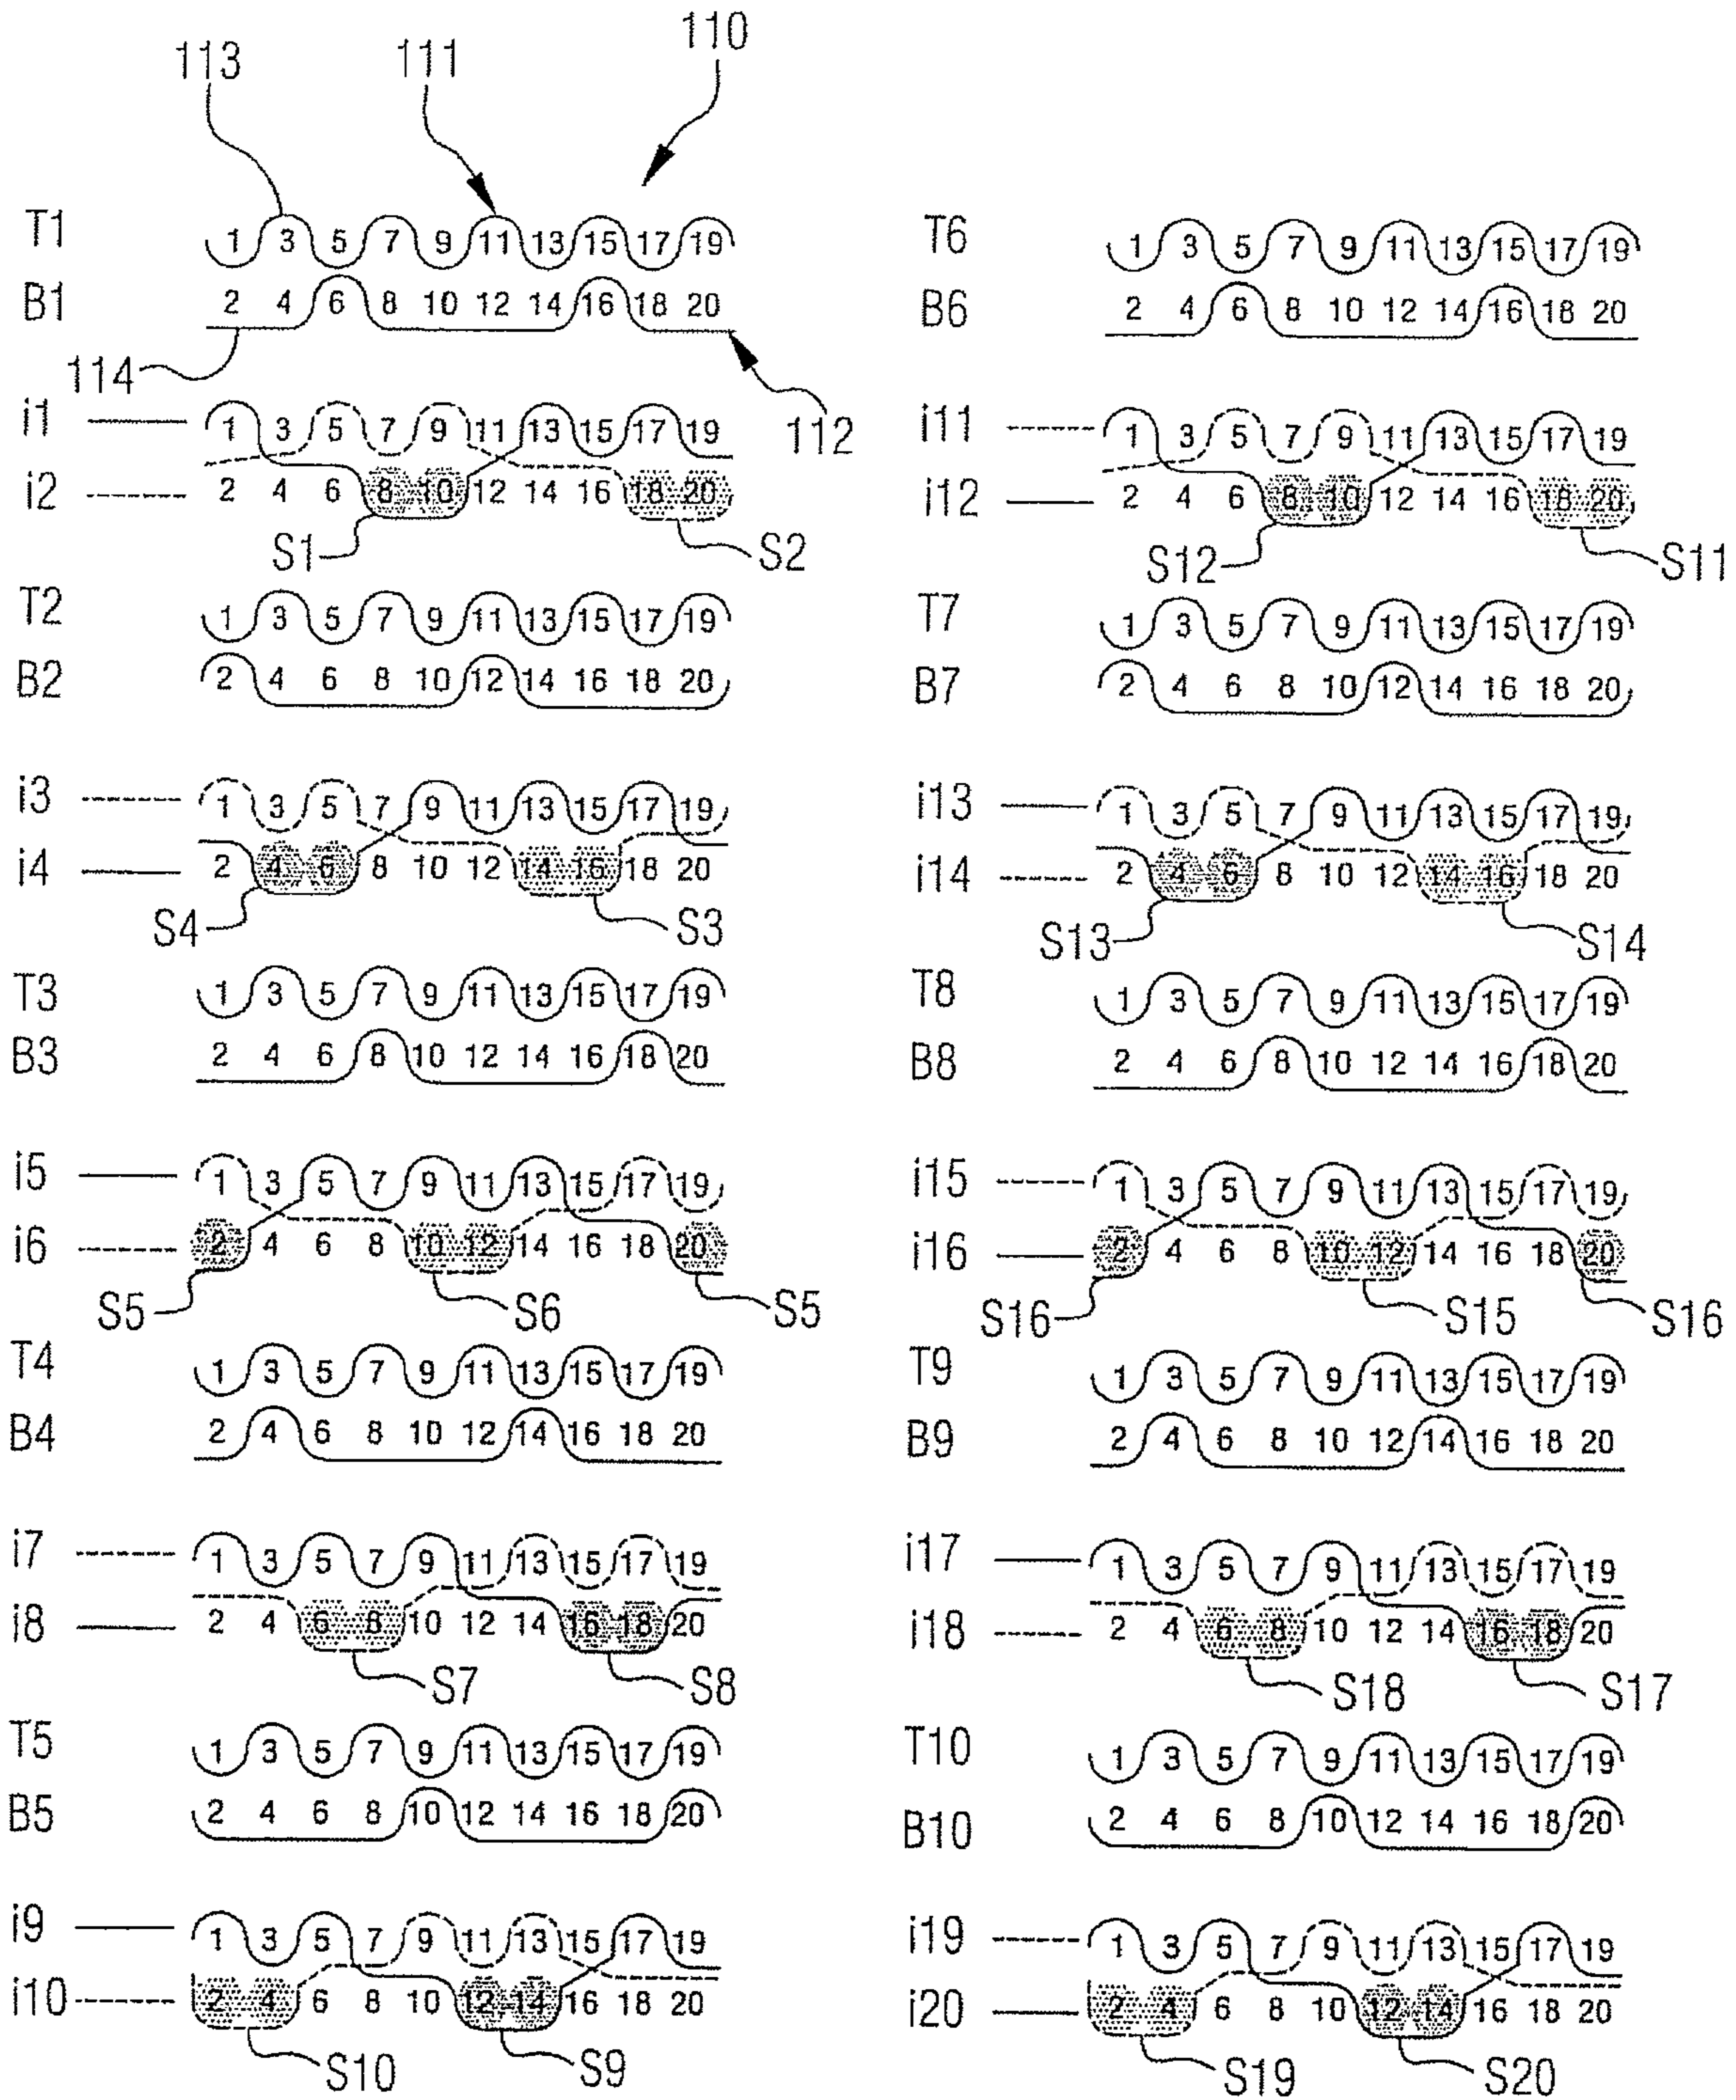 113 111 110
T1 1 3 5 7 9 11 13 15 17 19
B1 2 4 6 8 10 12 14 16 18 20
114 112
i1 1 3 5 7 9 11 13 15 17 19
i2 2 4 6 8 10 12 14 16 18 20
S1 S2
T2 1 3 5 7 9 11 13 15 17 19
B2 2 4 6 8 10 12 14 16 18 20
i3 1 3 5 7 9 11 13 15 17 19
i4 2 4 6 8 10 12 14 16 18 20
S4 S3
T3 1 3 5 7 9 11 13 15 17 19
B3 2 4 6 8 10 12 14 16 18 20
i5 1 3 5 7 9 11 13 15 17 19
i6 2 4 6 8 10 12 14 16 18 20
S5 S6 S5
T4 1 3 5 7 9 11 13 15 17 19
B4 2 4 6 8 10 12 14 16 18 20
i7 1 3 5 7 9 11 13 15 17 19
i8 2 4 6 8 10 12 14 16 18 20
S7 S8
T5 1 3 5 7 9 11 13 15 17 19
B5 2 4 6 8 10 12 14 16 18 20
i9 1 3 5 7 9 11 13 15 17 19
i10 2 4 6 8 10 12 14 16 18 20
S10 S9
T6 1 3 5 7 9 11 13 15 17 19
B6 2 4 6 8 10 12 14 16 18 20
i11 1 3 5 7 9 11 13 15 17 19
i12 2 4 6 8 10 12 14 16 18 20
S12 S11
T7 1 3 5 7 9 11 13 15 17 19
B7 2 4 6 8 10 12 14 16 18 20
i13 1 3 5 7 9 11 13 15 17 19
i14 2 4 6 8 10 12 14 16 18 20
S13 S14
T8 1 3 5 7 9 11 13 15 17 19
B8 2 4 6 8 10 12 14 16 18 20
i15 1 3 5 7 9 11 13 15 17 19
i16 2 4 6 8 10 12 14 16 18 20
S16 S15 S16
T9 1 3 5 7 9 11 13 15 17 19
B9 2 4 6 8 10 12 14 16 18 20
i17 1 3 5 7 9 11 13 15 17 19
i18 2 4 6 8 10 12 14 16 18 20
S18 S17
T10 1 3 5 7 9 11 13 15 17 19
B10 2 4 6 8 10 12 14 16 18 20
i19 1 3 5 7 9 11 13 15 17 19
i20 2 4 6 8 10 12 14 16 18 20
S19 S20